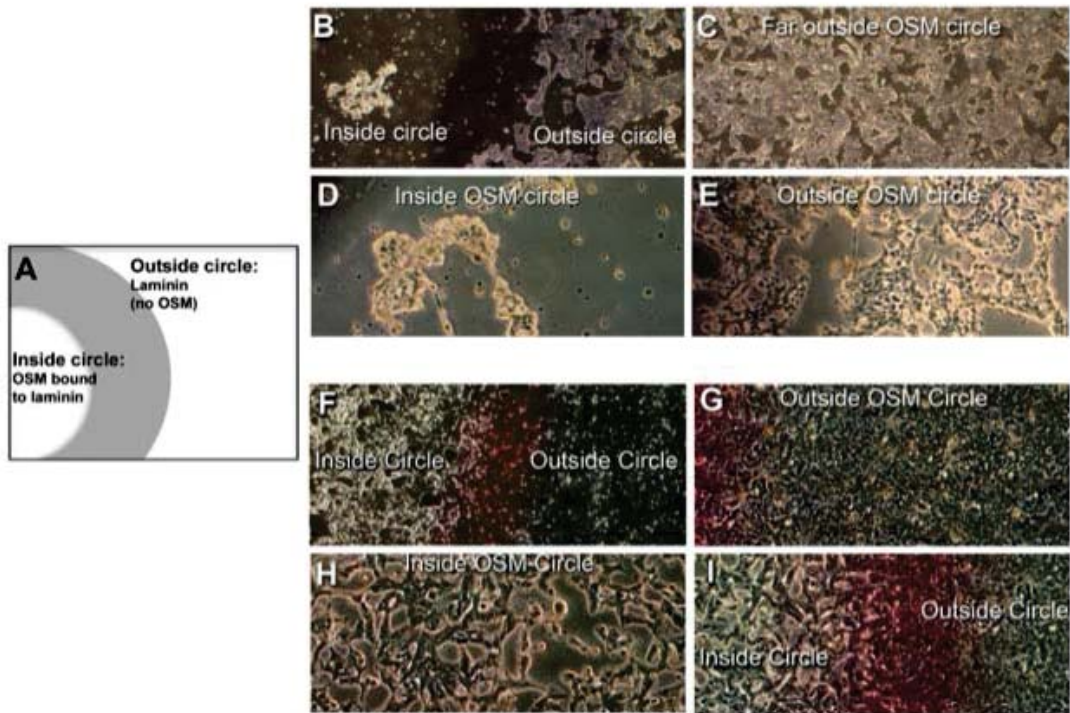 A
Outside circle:
Laminin
(no OSM)
Inside circle:
OSM bound
to laminin
B
Inside circle
Outside circle
C
Far outside OSM circle
D
Inside OSM circle
E
Outside OSM circle
F
Inside Circle
Outside Circle
G
Outside OSM Circle
H
Inside OSM Circle
I
Outside Circle
Inside Circle